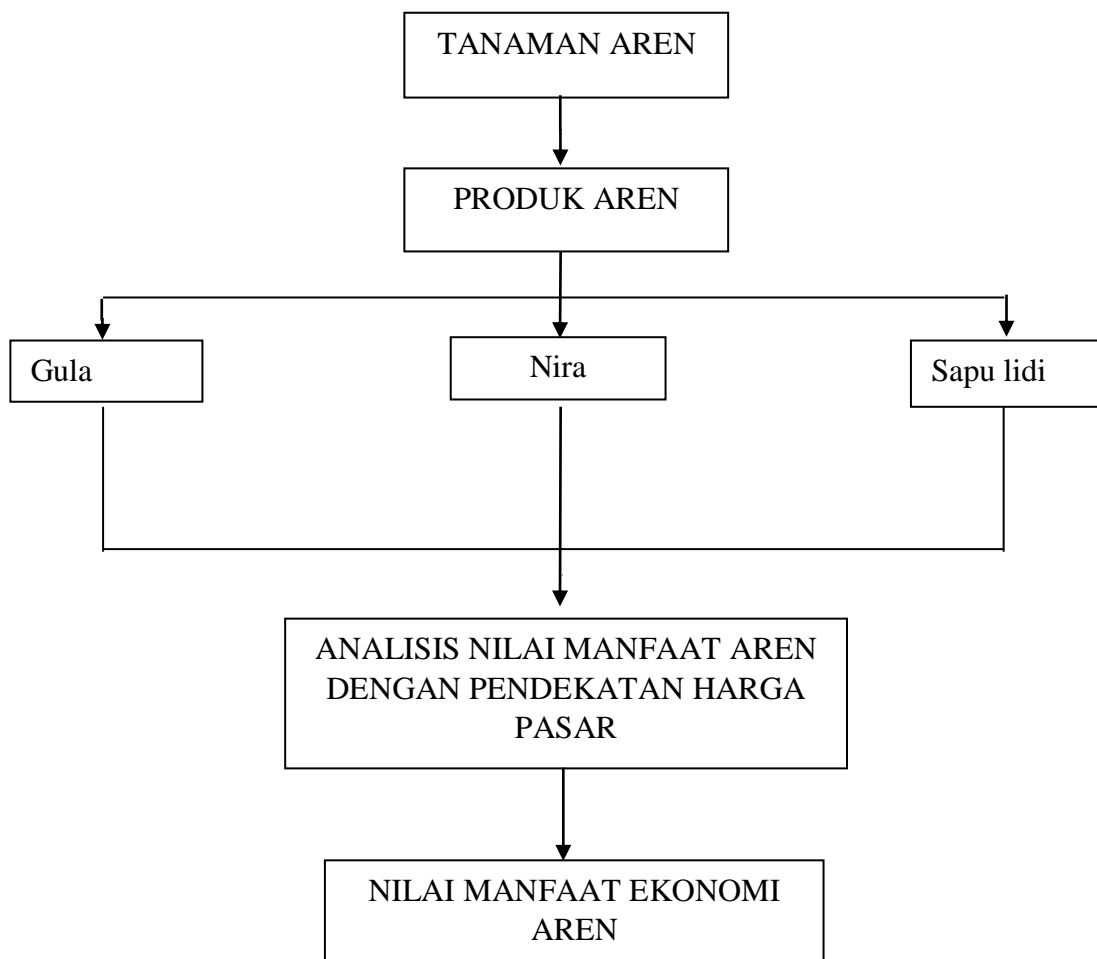 TANAMAN AREN
PRODUK AREN
Gula
Nira
Sapu lidi
ANALISIS NILAI MANFAAT AREN
DENGAN PENDEKATAN HARGA
PASAR
NILAI MANFAAT EKONOMI
AREN